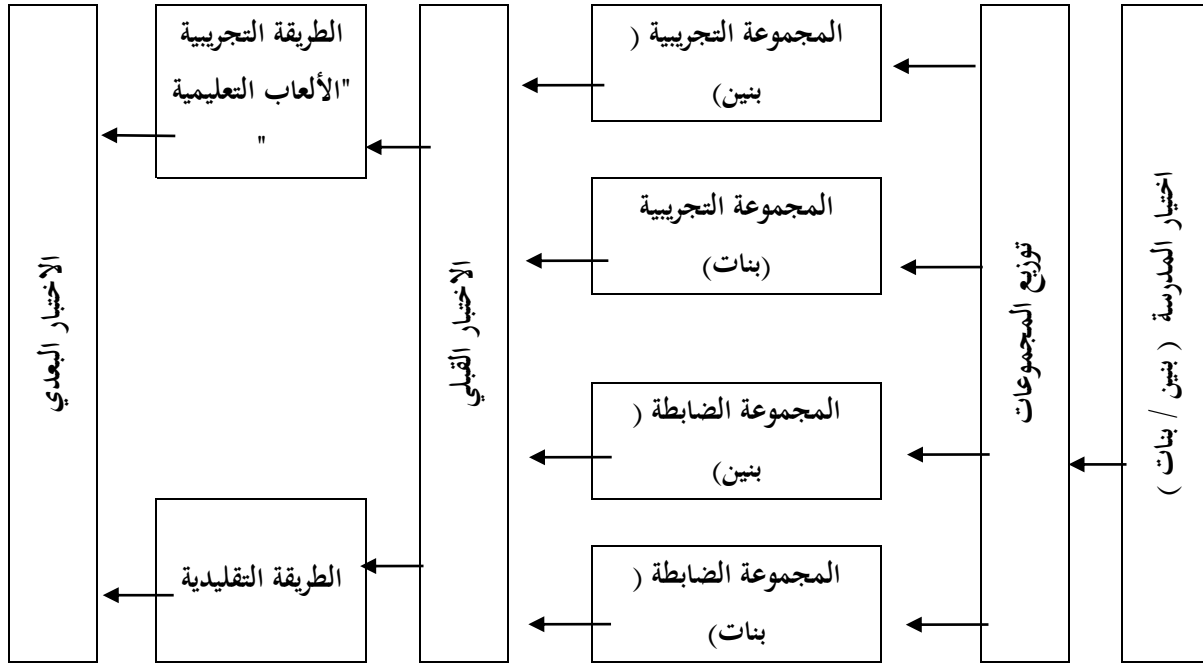 اختيار المدرسة ( بنين / بنات )
توزيع المجموعات
المجموعة التجريبية (
بنين)
المجموعة التجريبية
(بنات)
المجموعة الضابطة (
بنين)
المجموعة الضابطة (
بنات)
الاختبار القبلي
الطريقة التجريبية
"الألعاب التعليمية
"
الطريقة التقليدية
الاختبار البعدي